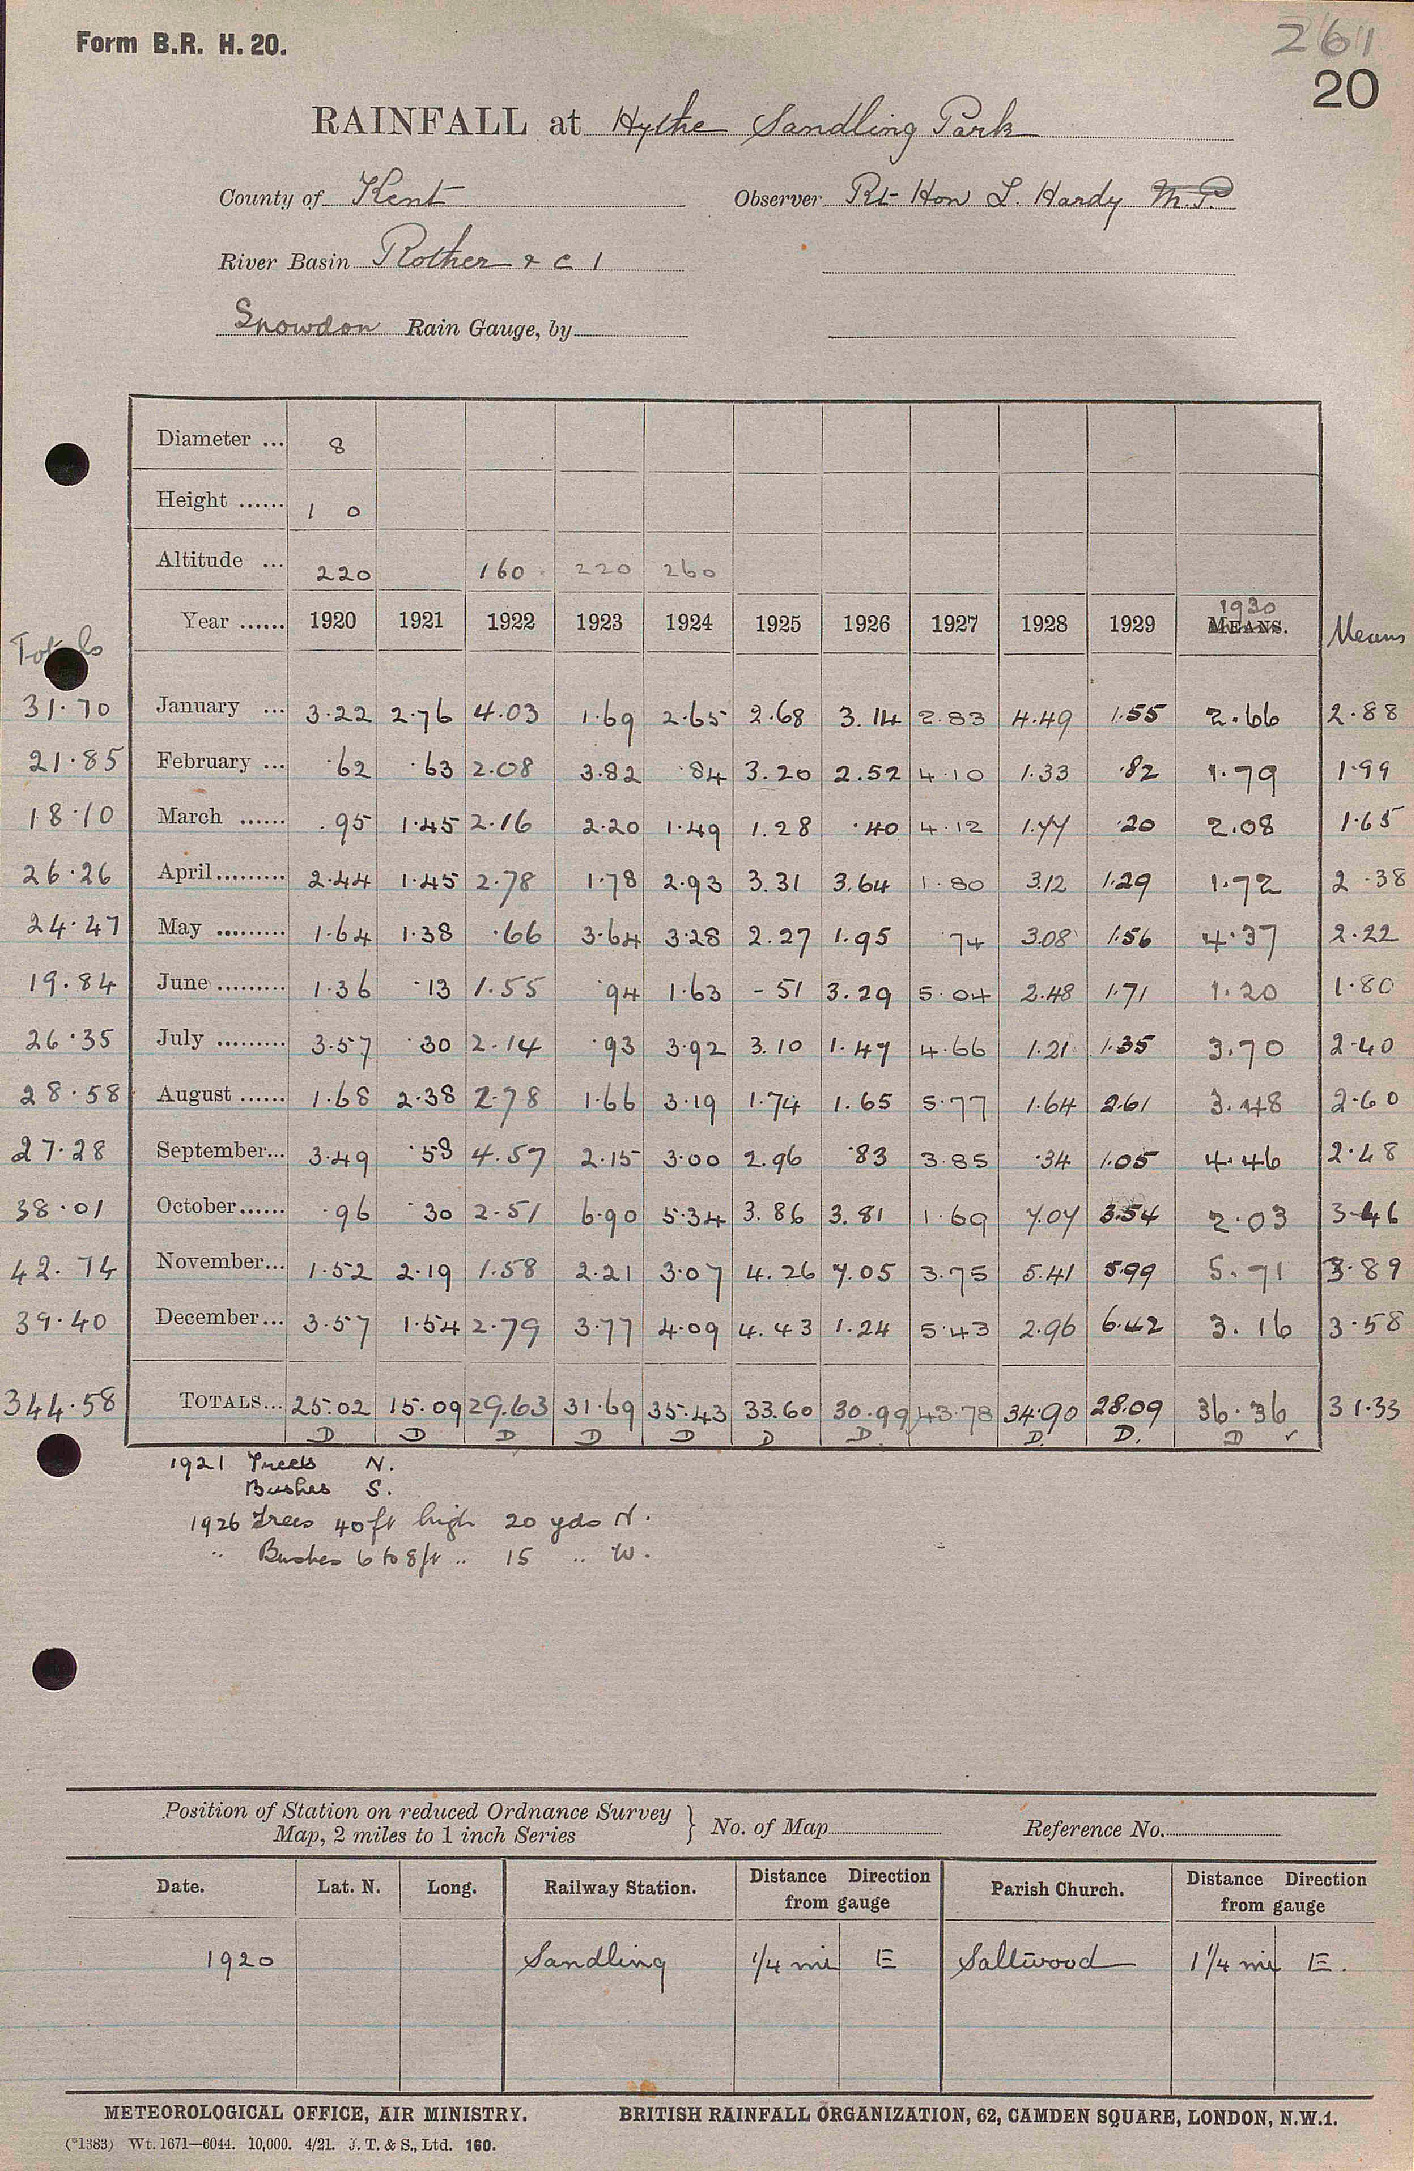 Form B.R. H. 20.
261
20
RAINFALL at Hythe Sandling Park
County of Kent Observer Rt Hon L. Hardy M.P.
River Basin Rother & c 1
Snowdon Rain Gauge, by
Diameter ... 8
Height ...... 1 0
Altitude ... 220 160 220 260
Totals Year ...... 1920 1921 1922 1923 1924 1925 1926 1927 1928 1929 1930 MEANS. Means
31.70 January ... 3.22 2.76 4.03 1.69 2.65 2.68 3.14 2.83 4.49 1.55 2.66 2.88
21.85 February ... .62 .63 2.08 3.82 .84 3.20 2.52 4.10 1.33 .82 1.79 1.99
18.10 March ...... .95 1.45 2.16 2.20 1.49 1.28 .40 4.12 1.77 .20 2.08 1.65
26.26 April ......... 2.44 1.45 2.78 1.78 2.93 3.31 3.64 1.80 3.12 1.29 1.72 2.38
24.47 May ......... 1.64 1.38 .66 3.64 3.28 2.27 1.95 .74 3.08 1.56 4.37 2.22
19.84 June ......... 1.36 .13 1.55 .94 1.63 .51 3.29 5.04 2.48 1.71 1.20 1.80
26.35 July ......... 3.57 .30 2.14 .93 3.92 3.10 1.47 4.66 1.21 1.35 3.70 2.40
28.58 August ...... 1.68 2.38 2.78 1.66 3.19 1.74 1.65 5.77 1.64 2.61 3.48 2.60
27.28 September... 3.49 .58 4.57 2.15 3.00 2.96 .83 3.85 .34 1.05 4.46 2.48
38.01 October...... .96 .30 2.51 6.90 5.34 3.86 3.81 1.69 7.07 3.54 2.03 3.46
42.74 November... 1.52 2.19 1.58 2.21 3.07 4.26 7.05 3.75 5.41 5.99 5.71 3.89
39.40 December... 3.57 1.54 2.79 3.77 4.09 4.43 1.24 5.43 2.96 6.42 3.16 3.58
344.58 TOTALS... 25.02 15.09 29.63 31.69 35.43 33.60 30.99 43.78 34.90 28.09 36.36 31.33
D D D D D D D D. D. D ✓
1921 Trees N.
Bushes S.
1926 Trees 40 ft high 20 yds N.
" Bushes 6 to 8 ft " 15 " W.
Position of Station on reduced Ordnance Survey
Map, 2 miles to 1 inch Series } No. of Map Reference No.
Date. Lat. N. Long. Railway Station. Distance from gauge Direction Parish Church. Distance from gauge Direction
1920 Sandling 1/4 mi E Saltwood 1 1/4 mi E.
METEOROLOGICAL OFFICE, AIR MINISTRY. BRITISH RAINFALL ORGANIZATION, 62, CAMDEN SQUARE, LONDON, N.W.1.
(*1383) Wt. 1671—6044. 10,000. 4/21. J. T. & S., Ltd. 160.